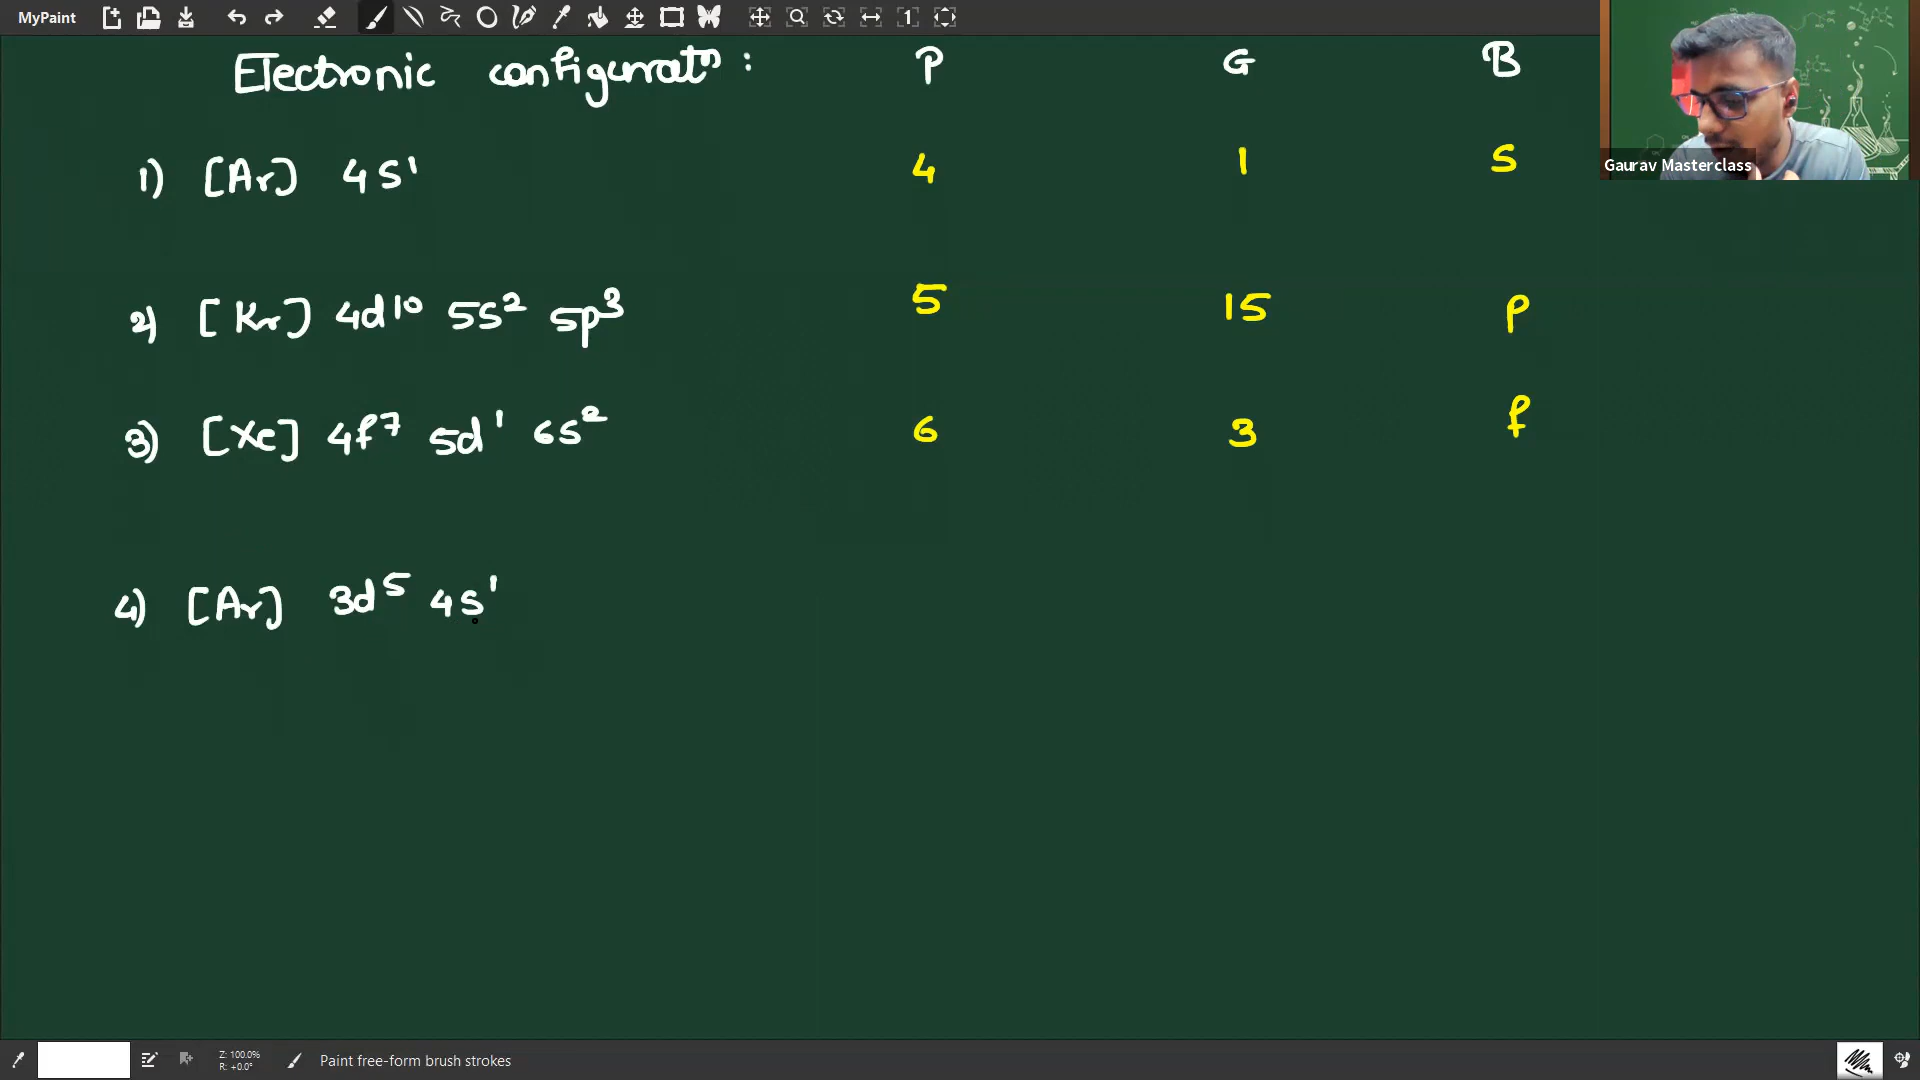 MyPaint
Electronic configuratn : P G B
Gaurav Masterclass
1) [Ar] 4s¹ 4 1 s
2) [Kr] 4d¹⁰ 5s² 5p³ 5 15 p
3) [Xe] 4f⁷ 5d¹ 6s² 6 3 f
4) [Ar] 3d⁵ 4s¹
Z: 100.0%
R: +0.0°
Paint free-form brush strokes